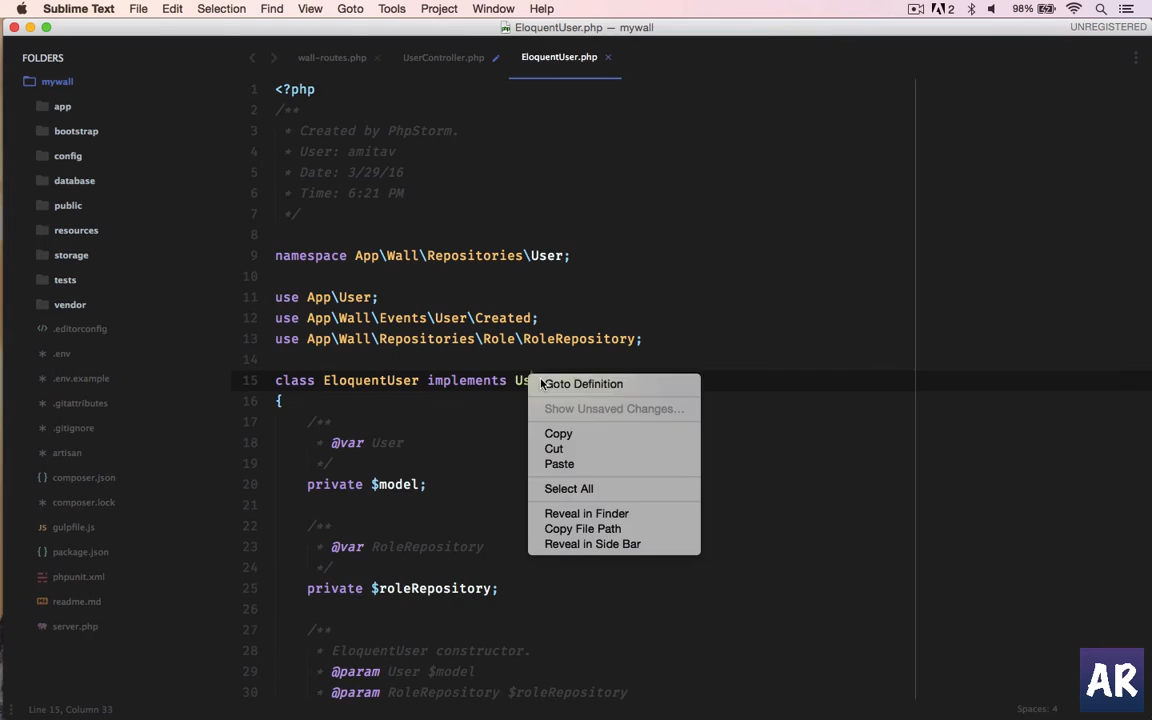 Sublime Text File Edit Selection Find View Goto Tools Project Window Help 2 98%
EloquentUser.php — mywall UNREGISTERED
FOLDERS
mywall
app
bootstrap
config
database
public
resources
storage
tests
vendor
.editorconfig
.env
.env.example
.gitattributes
.gitignore
artisan
composer.json
composer.lock
gulpfile.js
package.json
phpunit.xml
readme.md
server.php
wall-routes.php UserController.php EloquentUser.php
1 <?php
2 /**
3 * Created by PhpStorm.
4 * User: amitav
5 * Date: 3/29/16
6 * Time: 6:21 PM
7 */
8
9 namespace App\Wall\Repositories\User;
10
11 use App\User;
12 use App\Wall\Events\User\Created;
13 use App\Wall\Repositories\Role\RoleRepository;
14
15 class EloquentUser implements Us
16 {
17 /**
18 * @var User
19 */
20 private $model;
21
22 /**
23 * @var RoleRepository
24 */
25 private $roleRepository;
26
27 /**
28 * EloquentUser constructor.
29 * @param User $model
30 * @param RoleRepository $roleRepository
Goto Definition
Show Unsaved Changes...
Copy
Cut
Paste
Select All
Reveal in Finder
Copy File Path
Reveal in Side Bar
AR
Line 15, Column 33 Spaces: 4